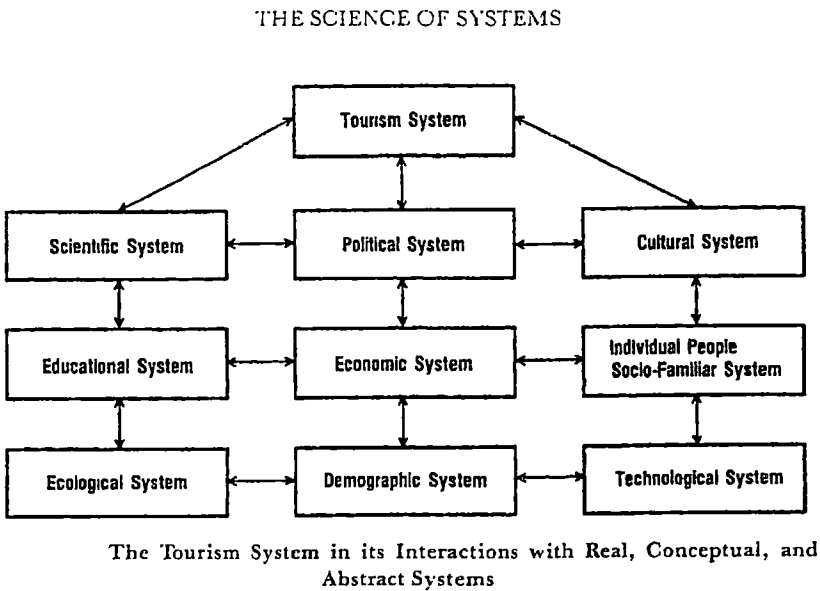 THE SCIENCE OF SYSTEMS
Tourism System
Scientific System
Political System
Cultural System
Educational System
Economic System
Individual People
Socio-Familiar System
Ecological System
Demographic System
Technological System
The Tourism System in its Interactions with Real, Conceptual, and
Abstract Systems